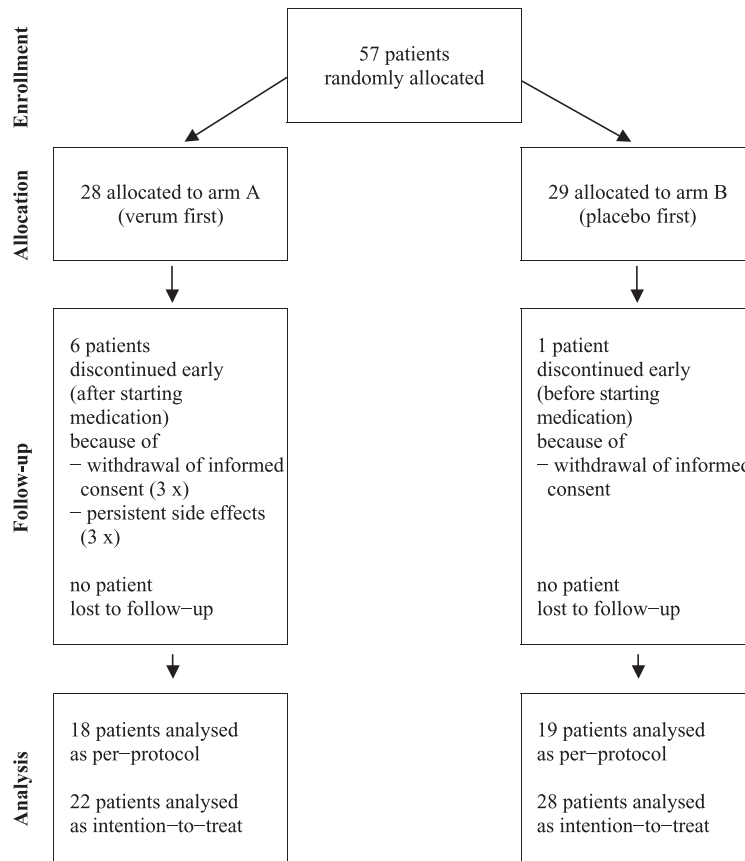 Enrollment
57 patients
randomly allocated
Allocation
28 allocated to arm A
(verum first)
29 allocated to arm B
(placebo first)
Follow-up
6 patients
discontinued early
(after starting
medication)
because of
− withdrawal of informed
consent (3 x)
− persistent side effects
(3 x)
no patient
lost to follow−up
1 patient
discontinued early
(before starting
medication)
because of
− withdrawal of informed
consent
no patient
lost to follow−up
Analysis
18 patients analysed
as per−protocol
22 patients analysed
as intention−to−treat
19 patients analysed
as per−protocol
28 patients analysed
as intention−to−treat